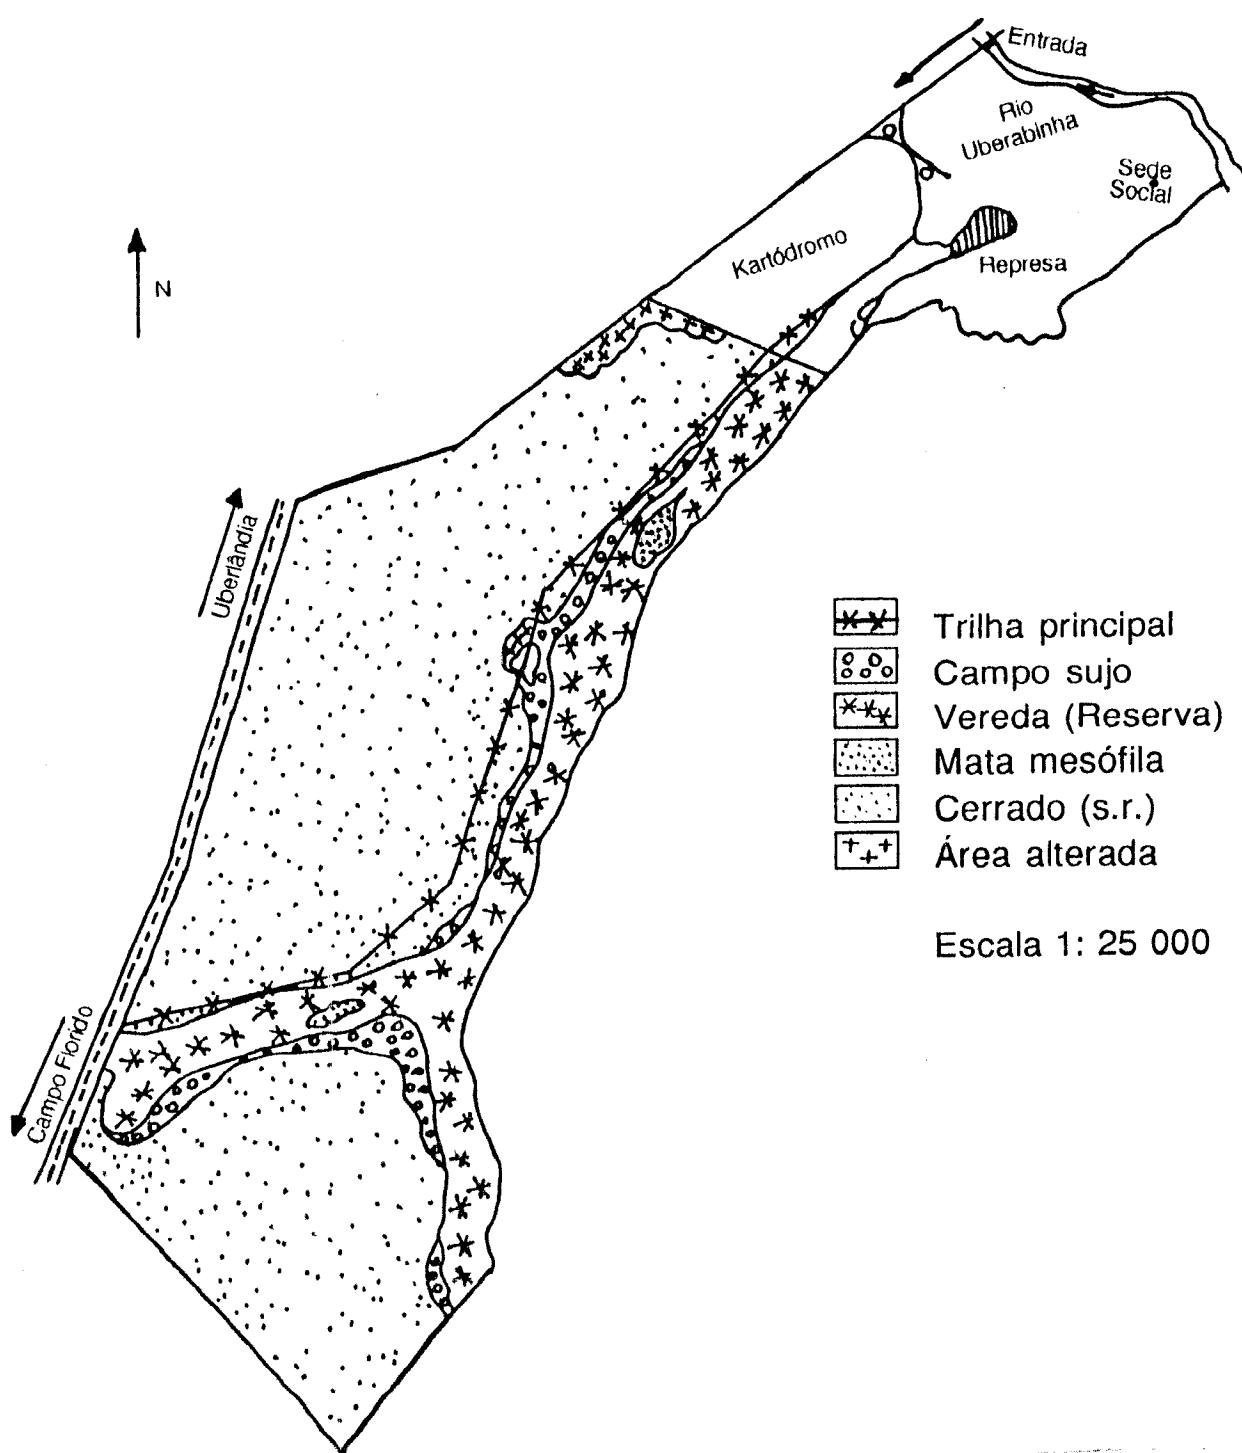 Entrada
Rio
Uberabinha
Sede
Social
Kartódromo
Represa
N
Uberlândia
Campo Florido
Trilha principal
Campo sujo
Vereda (Reserva)
Mata mesófila
Cerrado (s.r.)
Área alterada
Escala 1: 25 000